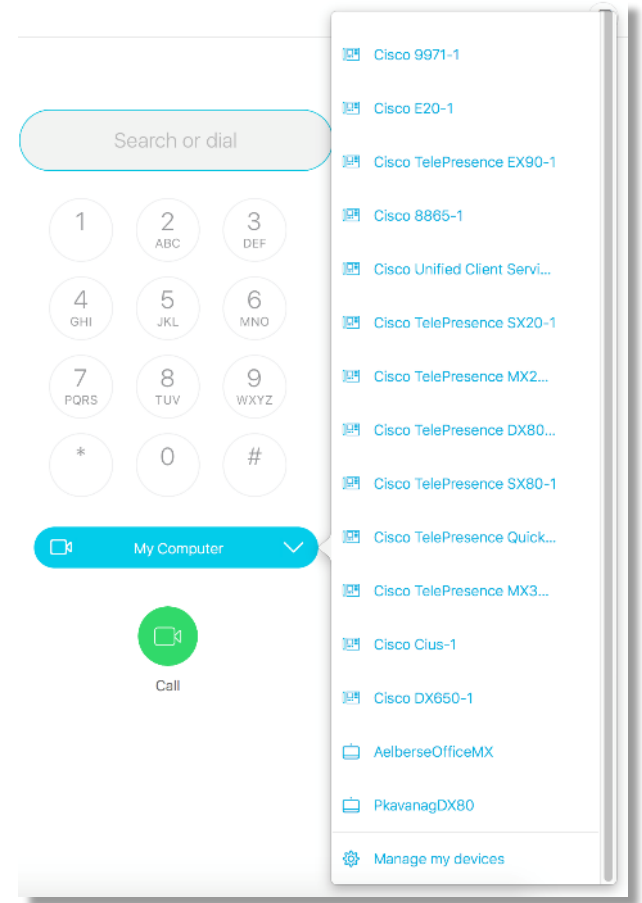 Search or dial
1
2
ABC
3
DEF
4
GHI
5
JKL
6
MNO
7
PQRS
8
TUV
9
WXYZ
*
0
#
My Computer
Call
Cisco 9971-1
Cisco E20-1
Cisco TelePresence EX90-1
Cisco 8865-1
Cisco Unified Client Servi...
Cisco TelePresence SX20-1
Cisco TelePresence MX2...
Cisco TelePresence DX80...
Cisco TelePresence SX80-1
Cisco TelePresence Quick...
Cisco TelePresence MX3...
Cisco Cius-1
Cisco DX650-1
AelberseOfficeMX
PkavanagDX80
Manage my devices